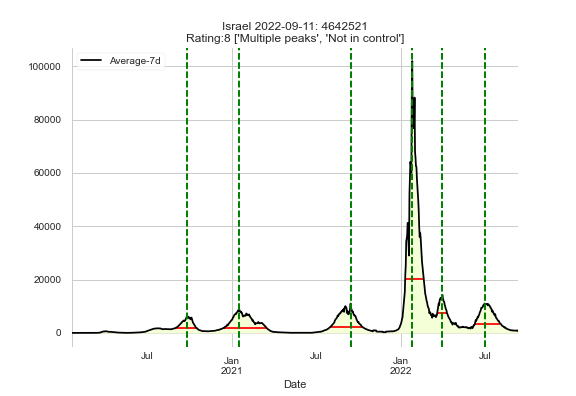 Israel 2022-09-11: 4642521
Rating:8 ['Multiple peaks', 'Not in control']
Average-7d
100000
80000
60000
40000
20000
0
Jul
Jan
2021
Jul
Jan
2022
Jul
Date